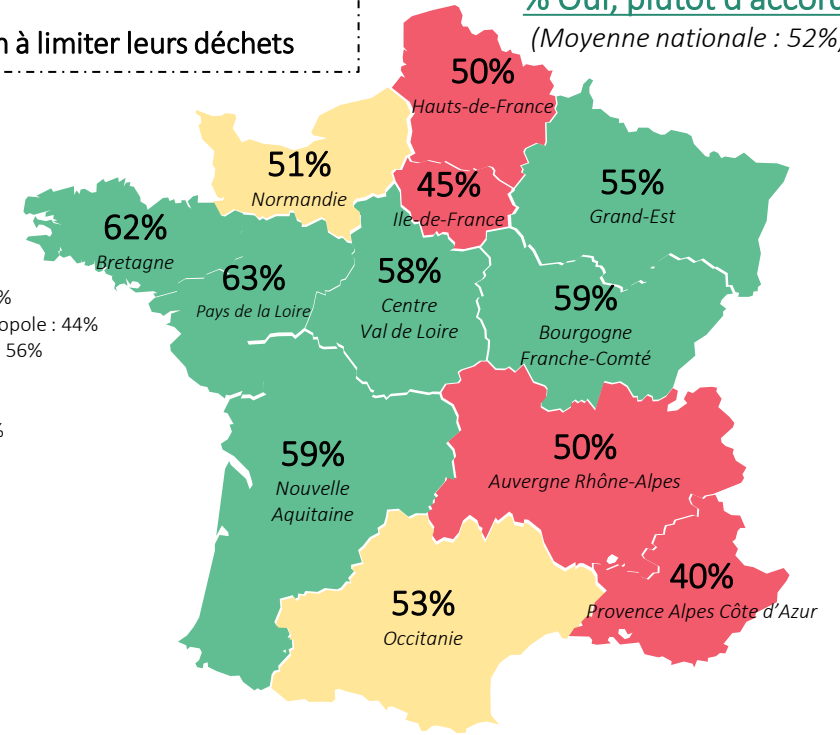 % Oui, plutôt d'accord
(Moyenne nationale : 52%)
à limiter leurs déchets
50%
Hauts-de-France
51%
Normandie
45%
Ile-de-France
55%
Grand-Est
62%
Bretagne
63%
Pays de la Loire
58%
Centre
Val de Loire
59%
Bourgogne
Franche-Comté
%
opole : 44%
56%
%
59%
Nouvelle
Aquitaine
50%
Auvergne Rhône-Alpes
53%
Occitanie
40%
Provence Alpes Côte d'Azur